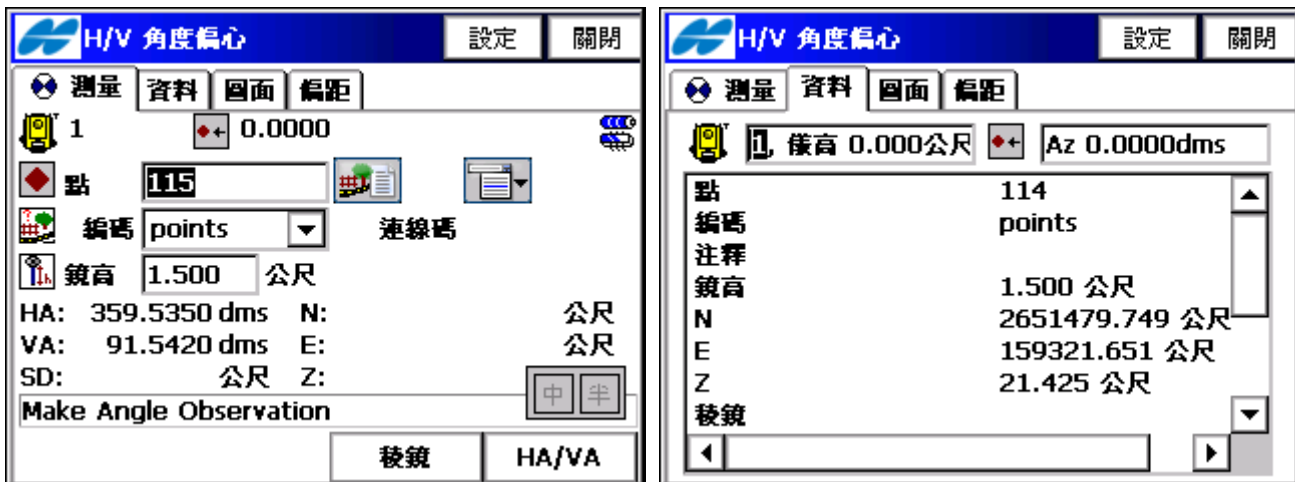 H/V 角度偏心 設定 關閉
測量 資料 圖面 偏距
1 0.0000
點 115
編碼 points 連線碼
鏡高 1.500 公尺
HA: 359.5350 dms N: 公尺
VA: 91.5420 dms E: 公尺
SD: 公尺 Z:
中 半
Make Angle Observation
稜鏡 HA/VA
H/V 角度偏心 設定 關閉
測量 資料 圖面 偏距
1, 儀高 0.000公尺 Az 0.0000dms
點 114
編碼 points
注釋
鏡高 1.500 公尺
N 2651479.749 公尺
E 159321.651 公尺
Z 21.425 公尺
稜鏡